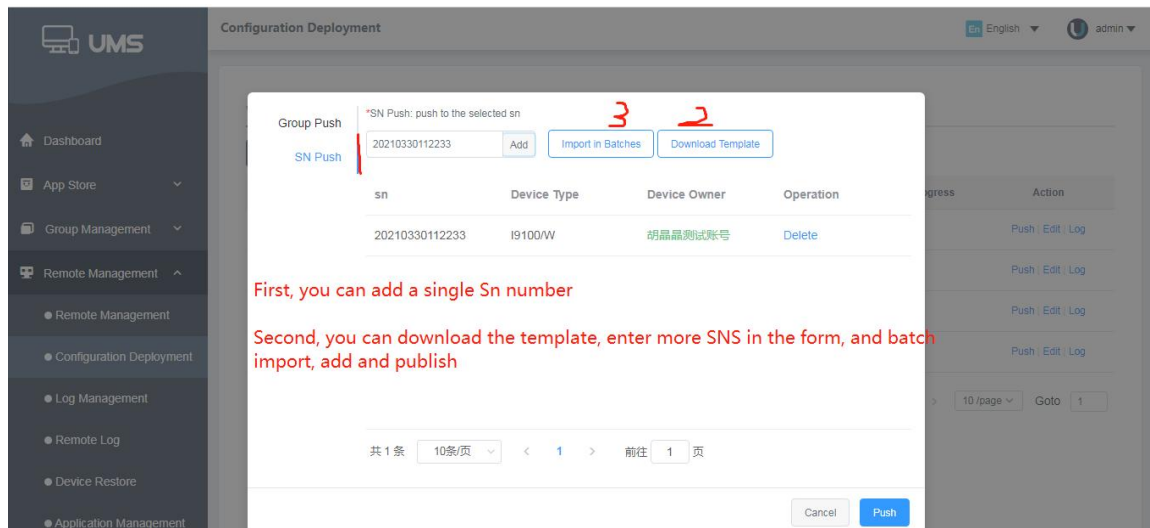 UMS
Configuration Deployment
En English
admin
Dashboard
App Store
Group Management
Remote Management
Remote Management
Configuration Deployment
Log Management
Remote Log
Device Restore
Application Management
Group Push
SN Push
*SN Push: push to the selected sn
3
2
1
20210330112233
Add
Import in Batches
Download Template
sn Device Type Device Owner Operation
20210330112233 I9100/W 胡晶晶测试账号 Delete
First, you can add a single Sn number
Second, you can download the template, enter more SNS in the form, and batch
import, add and publish
共 1 条 10条/页 < 1 > 前往 1 页
Cancel
Push
ogress Action
Push | Edit | Log
Push | Edit | Log
Push | Edit | Log
Push | Edit | Log
> 10 /page Goto 1